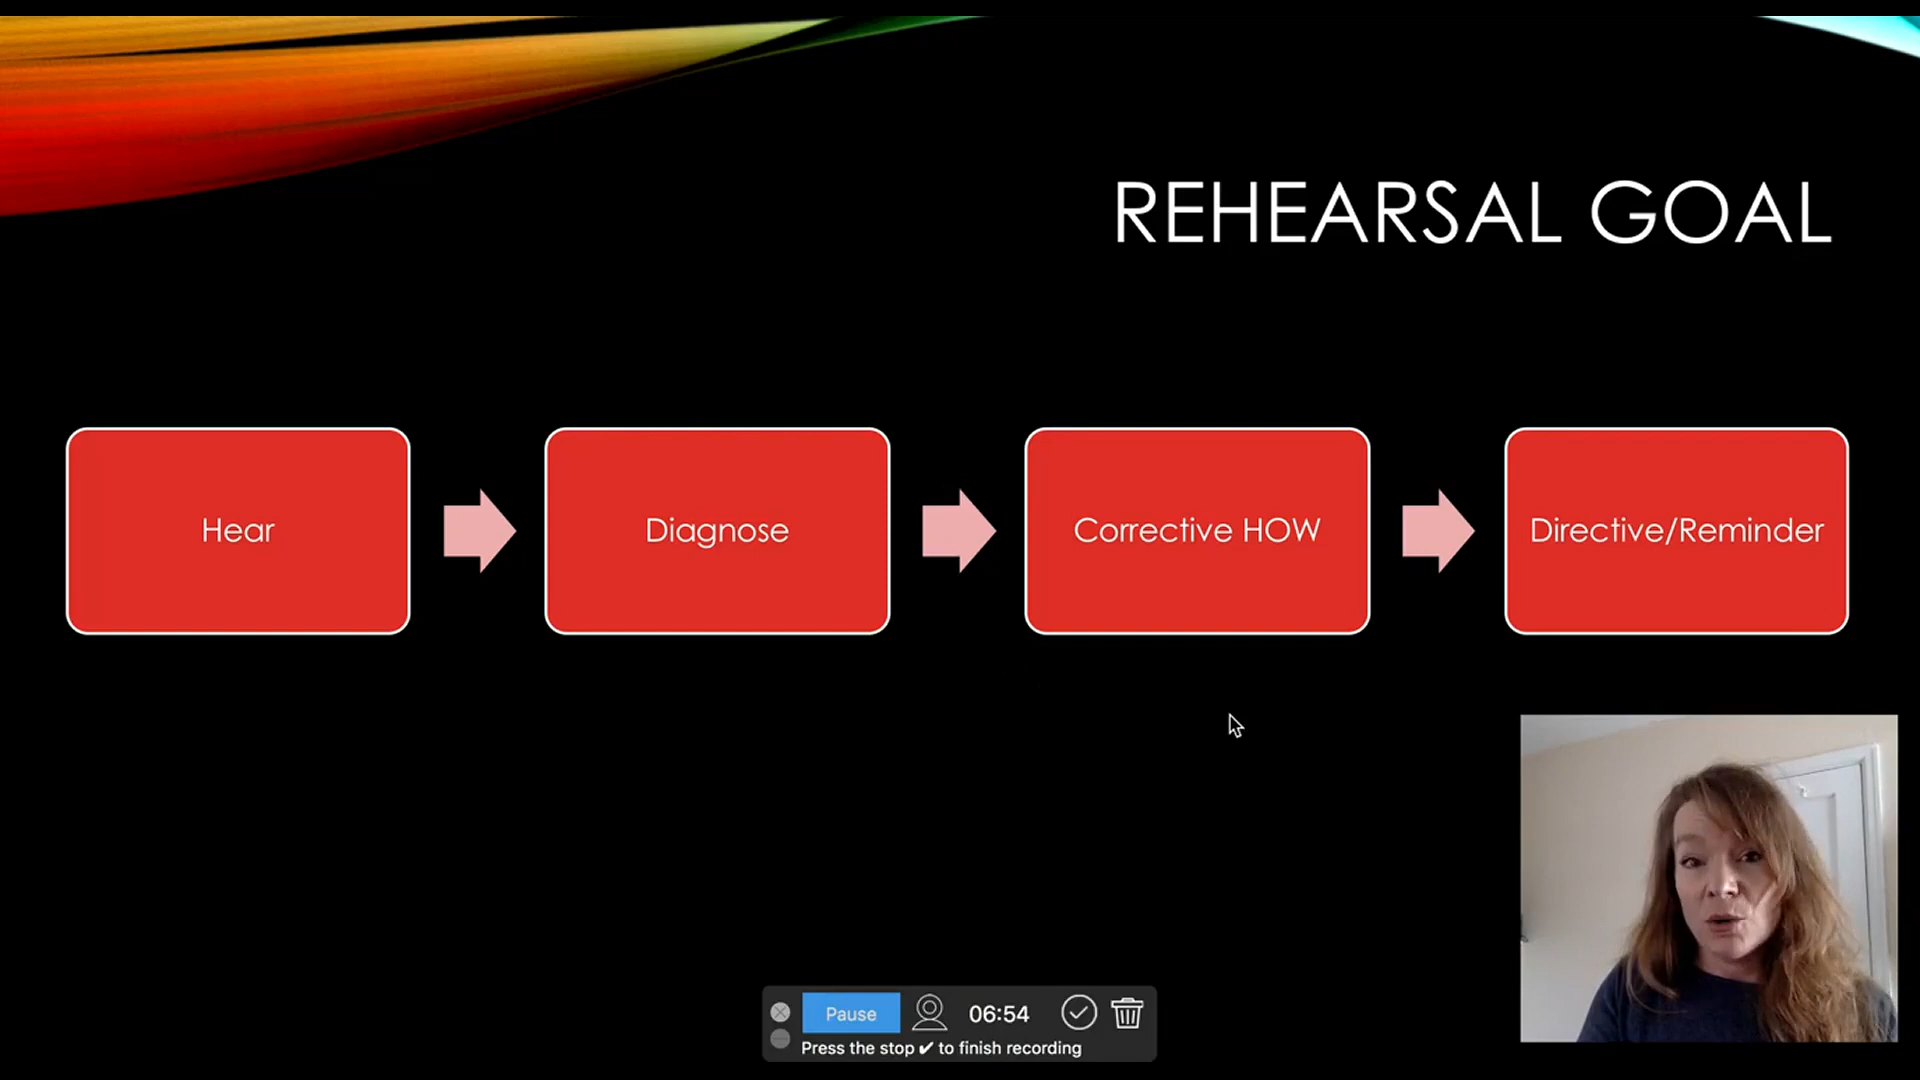 REHEARSAL GOAL
Hear
Diagnose
Corrective HOW
Directive/Reminder
Pause
06:54
Press the stop ✔ to finish recording